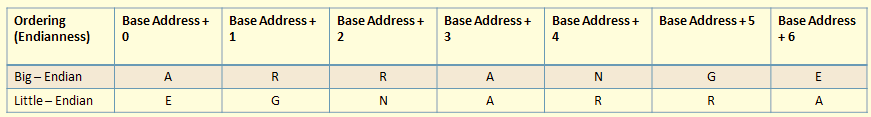 Ordering (Endianness) Base Address + 0 Base Address + 1 Base Address + 2 Base Address + 3 Base Address + 4 Base Address + 5 Base Address + 6
Big – Endian A R R A N G E
Little – Endian E G N A R R A